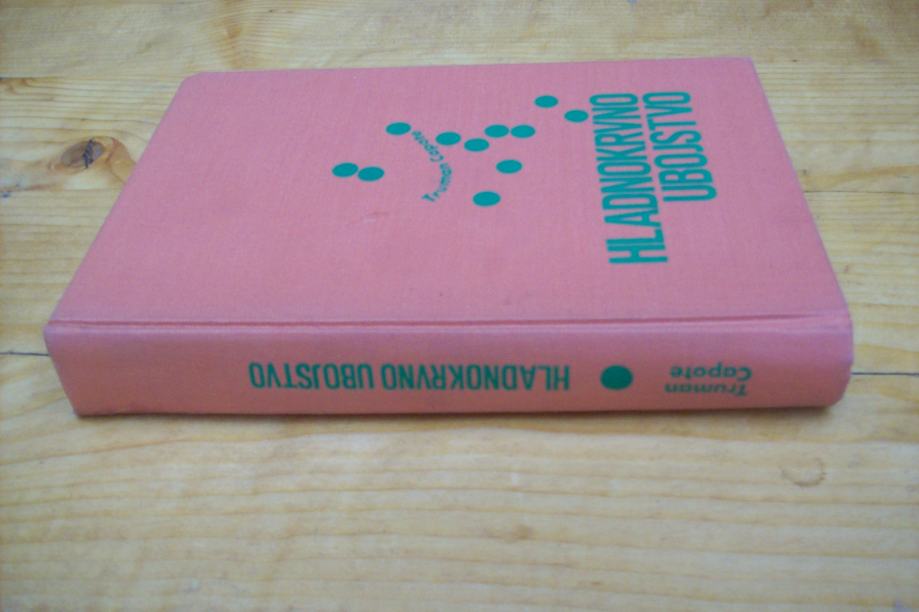 Truman Capote
HLADNOKRVNO
UBOJSTVO
Truman
Capote
HLADNOKRVNO UBOJSTVO